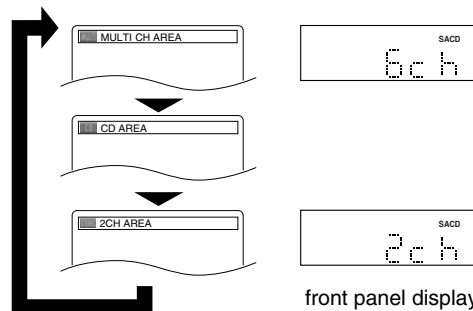 MULTI CH AREA
SACD
6ch
CD AREA
2CH AREA
SACD
2ch
front panel display